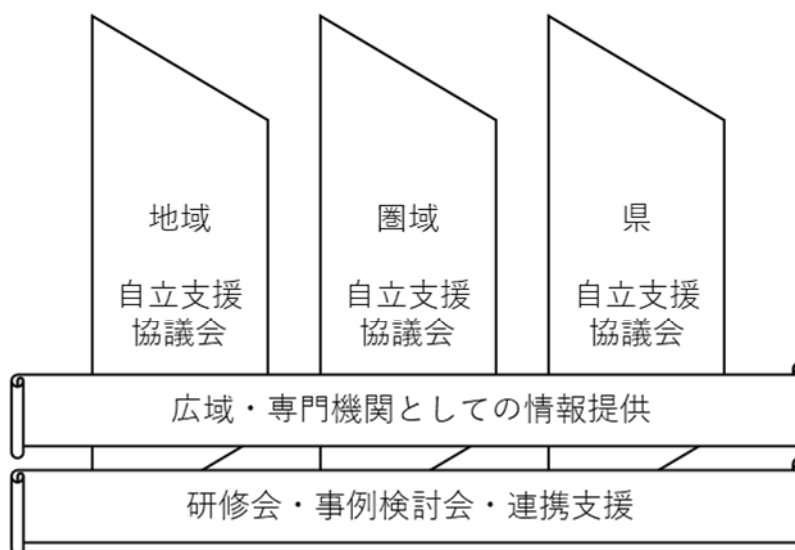 地域
自立支援
協議会
圏域
自立支援
協議会
県
自立支援
協議会
広域・専門機関としての情報提供
研修会・事例検討会・連携支援